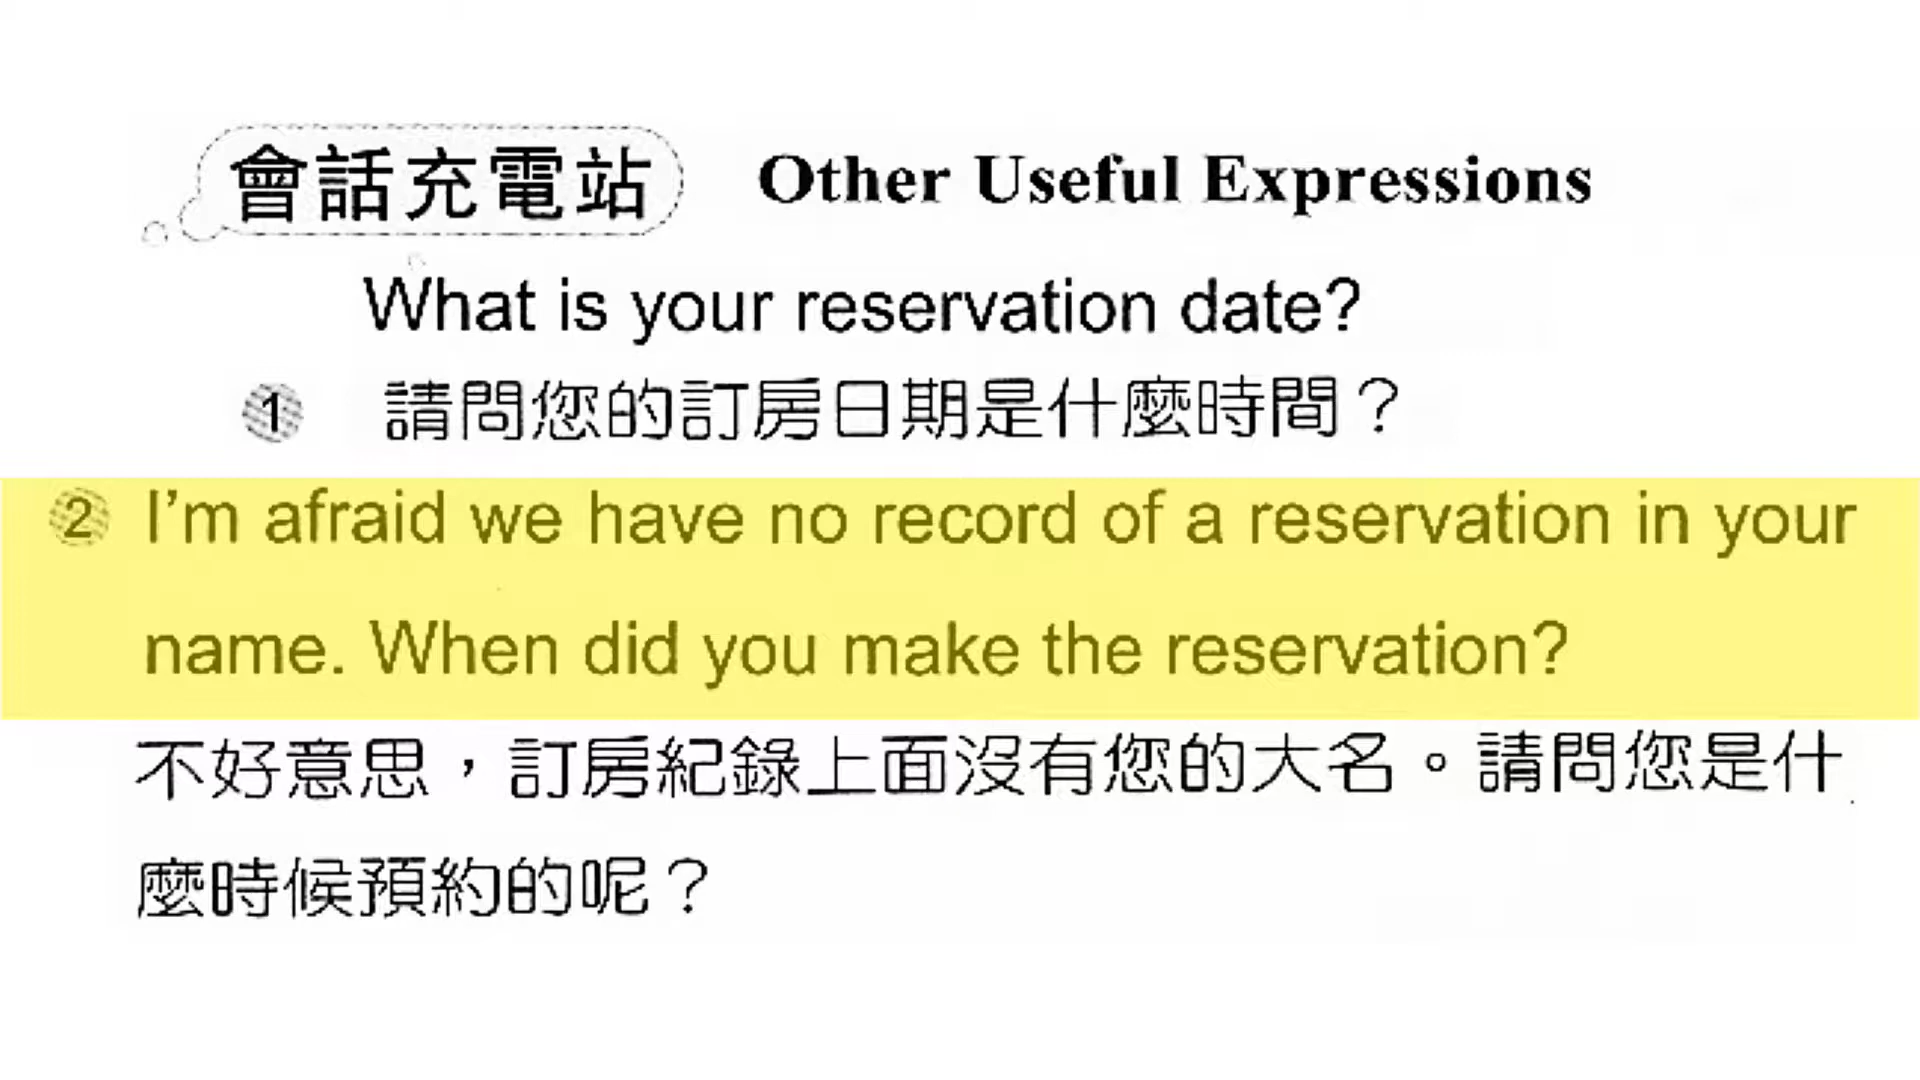 會話充電站 Other Useful Expressions
What is your reservation date?
1 請問您的訂房日期是什麼時間？
2 I'm afraid we have no record of a reservation in your
name. When did you make the reservation?
不好意思，訂房紀錄上面沒有您的大名。請問您是什
麼時候預約的呢？